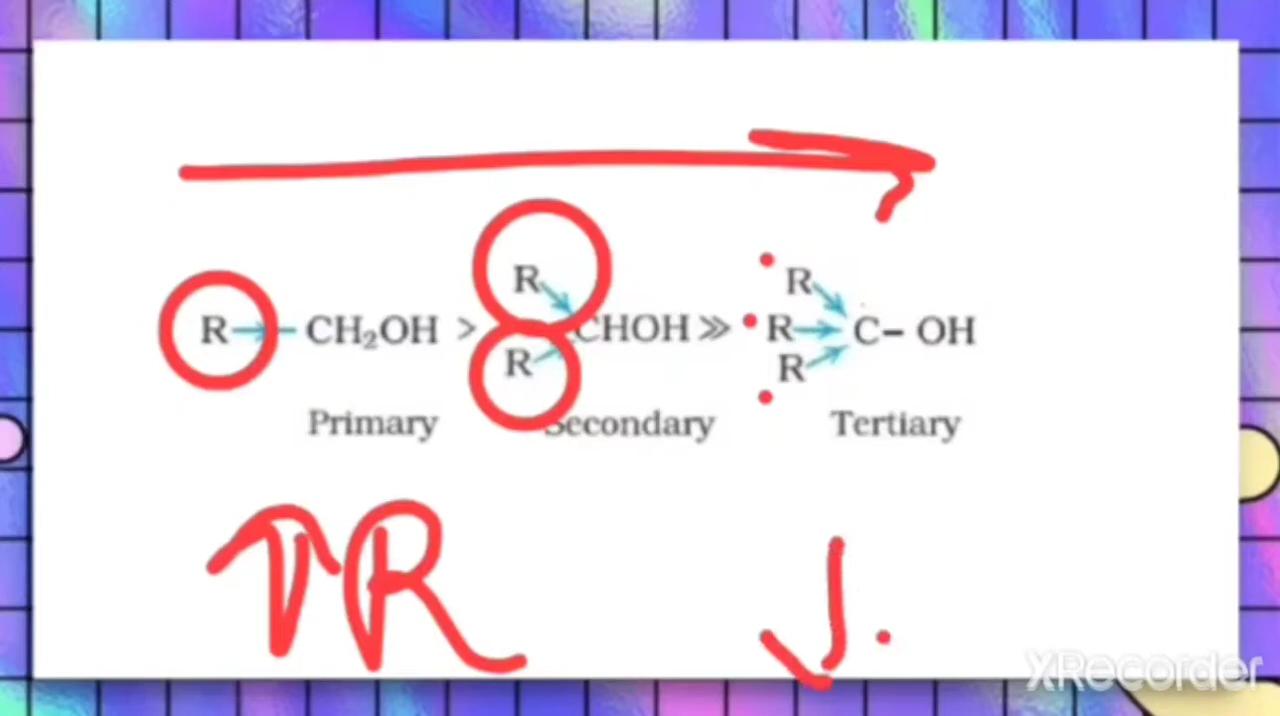 R → CH₂OH > R R CHOH ≫ R R R C– OH
Primary Secondary Tertiary
↑R ↓.
XRecorder